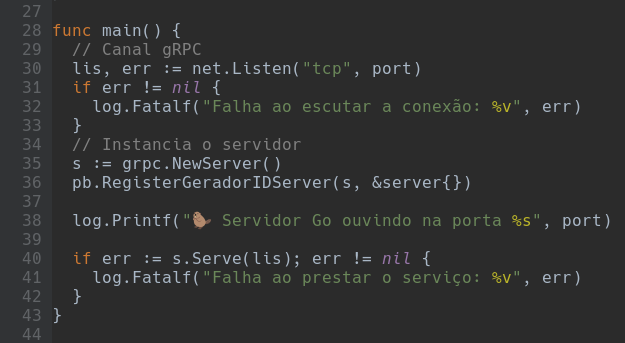 27
28 func main() {
29   // Canal gRPC
30   lis, err := net.Listen("tcp", port)
31   if err != nil {
32     log.Fatalf("Falha ao escutar a conexão: %v", err)
33   }
34   // Instancia o servidor
35   s := grpc.NewServer()
36   pb.RegisterGeradorIDServer(s, &server{})
37
38   log.Printf("🦫 Servidor Go ouvindo na porta %s", port)
39
40   if err := s.Serve(lis); err != nil {
41     log.Fatalf("Falha ao prestar o serviço: %v", err)
42   }
43 }
44